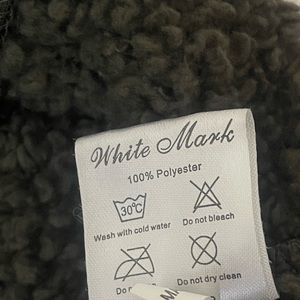 White Mark
100% Polyester
30°C
Wash with cold water
Do not bleach
Do not dry clean